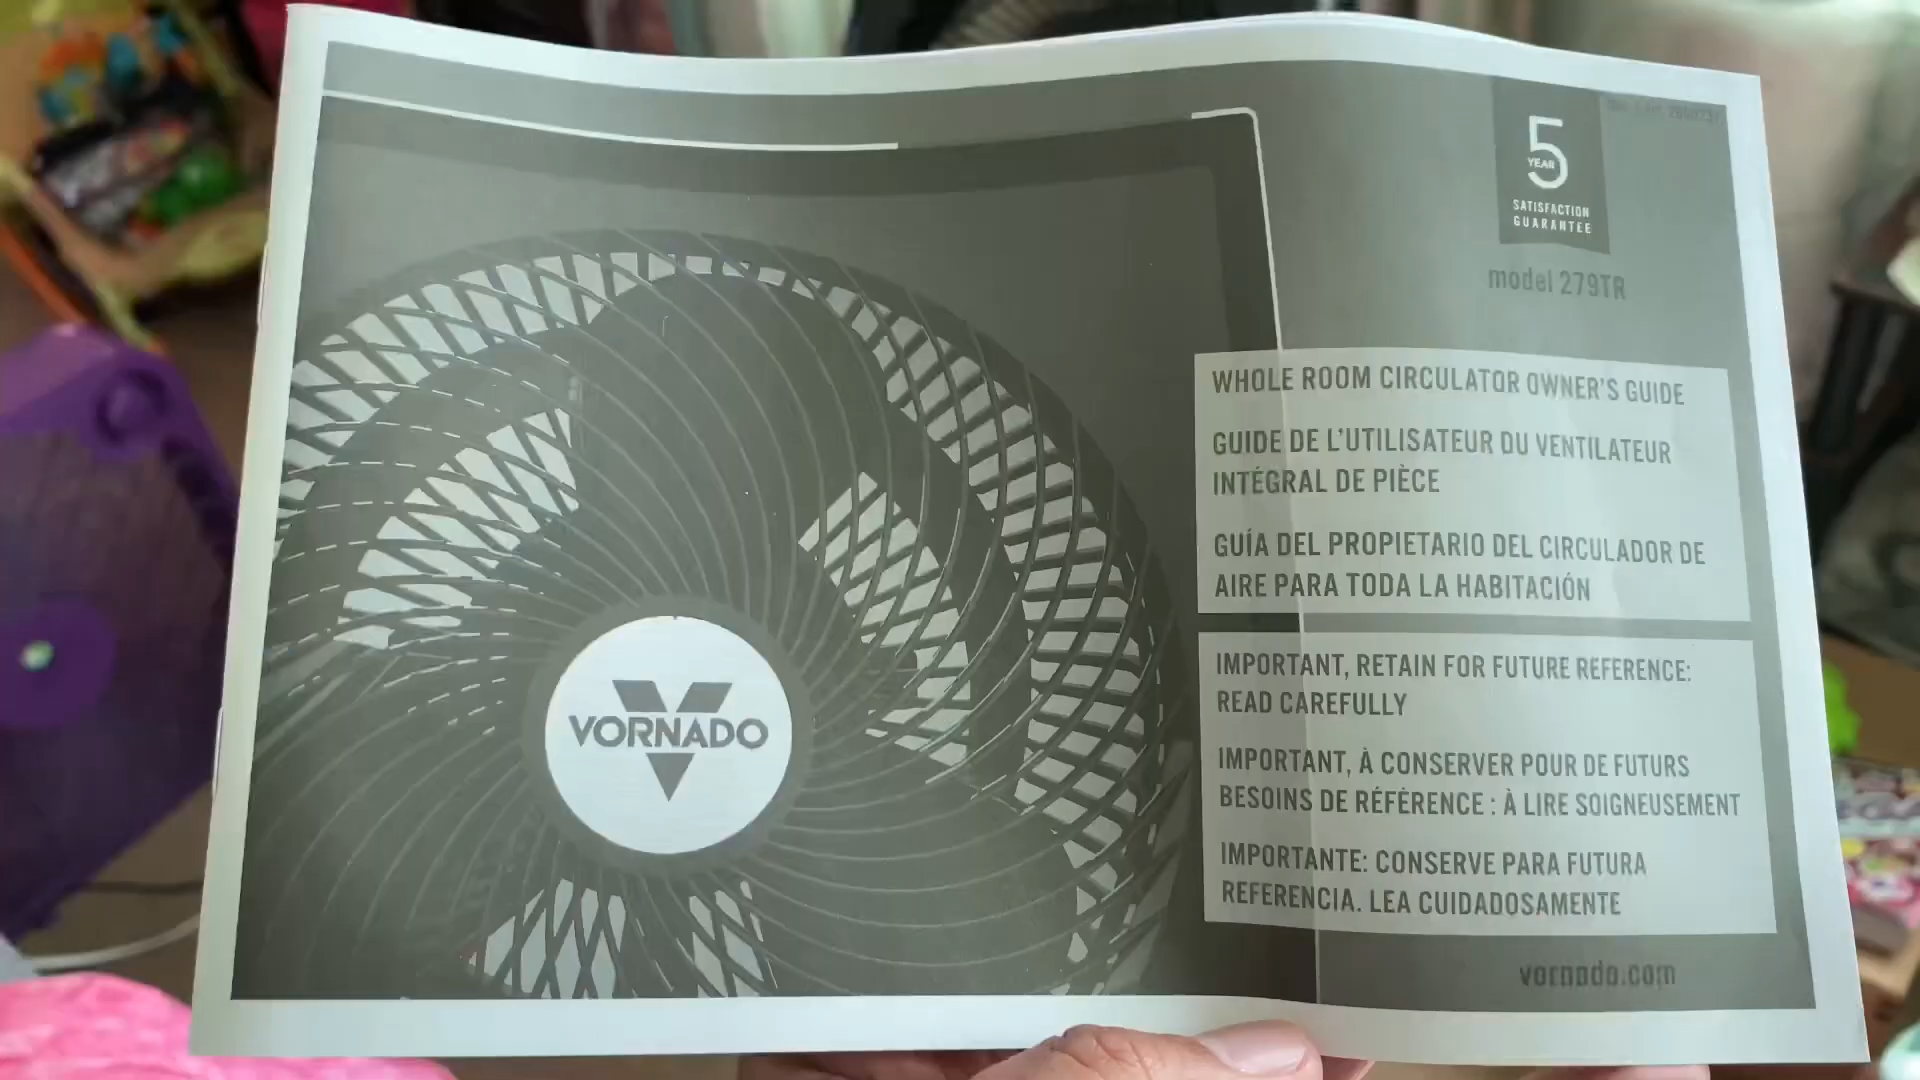 5
YEAR
SATISFACTION
GUARANTEE
model 279TR
WHOLE ROOM CIRCULATOR OWNER'S GUIDE
GUIDE DE L'UTILISATEUR DU VENTILATEUR
INTÉGRAL DE PIÈCE
GUÍA DEL PROPIETARIO DEL CIRCULADOR DE
AIRE PARA TODA LA HABITACIÓN
VORNADO
IMPORTANT, RETAIN FOR FUTURE REFERENCE:
READ CAREFULLY
IMPORTANT, À CONSERVER POUR DE FUTURS
BESOINS DE RÉFÉRENCE : À LIRE SOIGNEUSEMENT
IMPORTANTE: CONSERVE PARA FUTURA
REFERENCIA. LEA CUIDADOSAMENTE
vornado.com